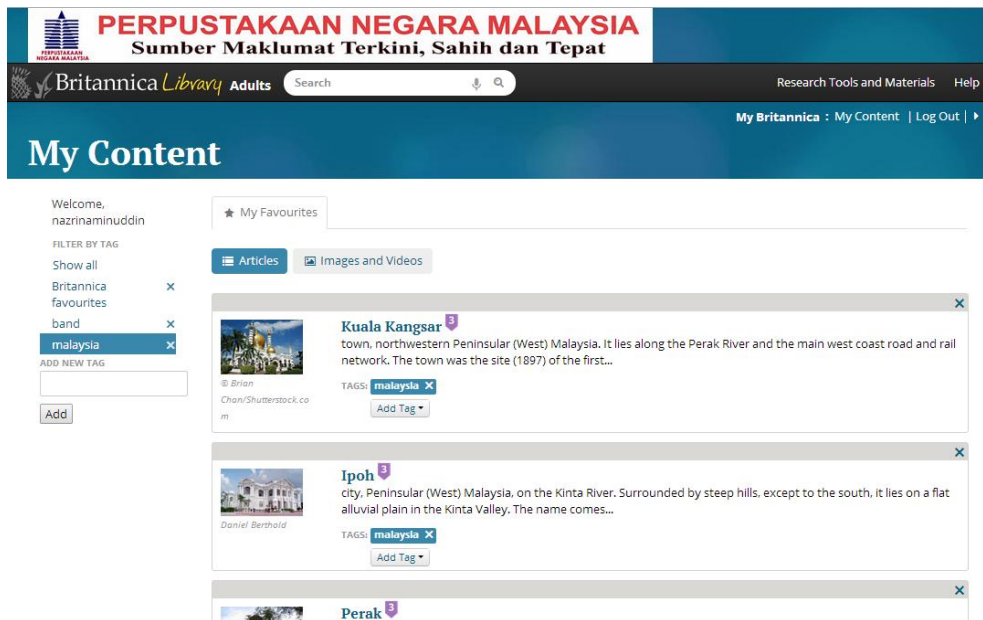 PERPUSTAKAAN NEGARA MALAYSIA
Sumber Maklumat Terkini, Sahih dan Tepat
PERPUSTAKAAN
NEGARA MALAYSIA
Britannica Library Adults Search Research Tools and Materials Help
My Britannica : My Content | Log Out |
My Content
Welcome,
nazrinaminuddin
FILTER BY TAG
Show all
Britannica
favourites
band
malaysia
ADD NEW TAG
Add
My Favourites
Articles Images and Videos
Kuala Kangsar 3
town, northwestern Peninsular (West) Malaysia. It lies along the Perak River and the main west coast road and rail
network. The town was the site (1897) of the first...
© Brian
Chan/Shutterstock.co
m
TAGS: malaysia X
Add Tag
Ipoh 3
city, Peninsular (West) Malaysia, on the Kinta River. Surrounded by steep hills, except to the south, it lies on a flat
alluvial plain in the Kinta Valley. The name comes...
Daniel Berthold
TAGS: malaysia X
Add Tag
Perak 3